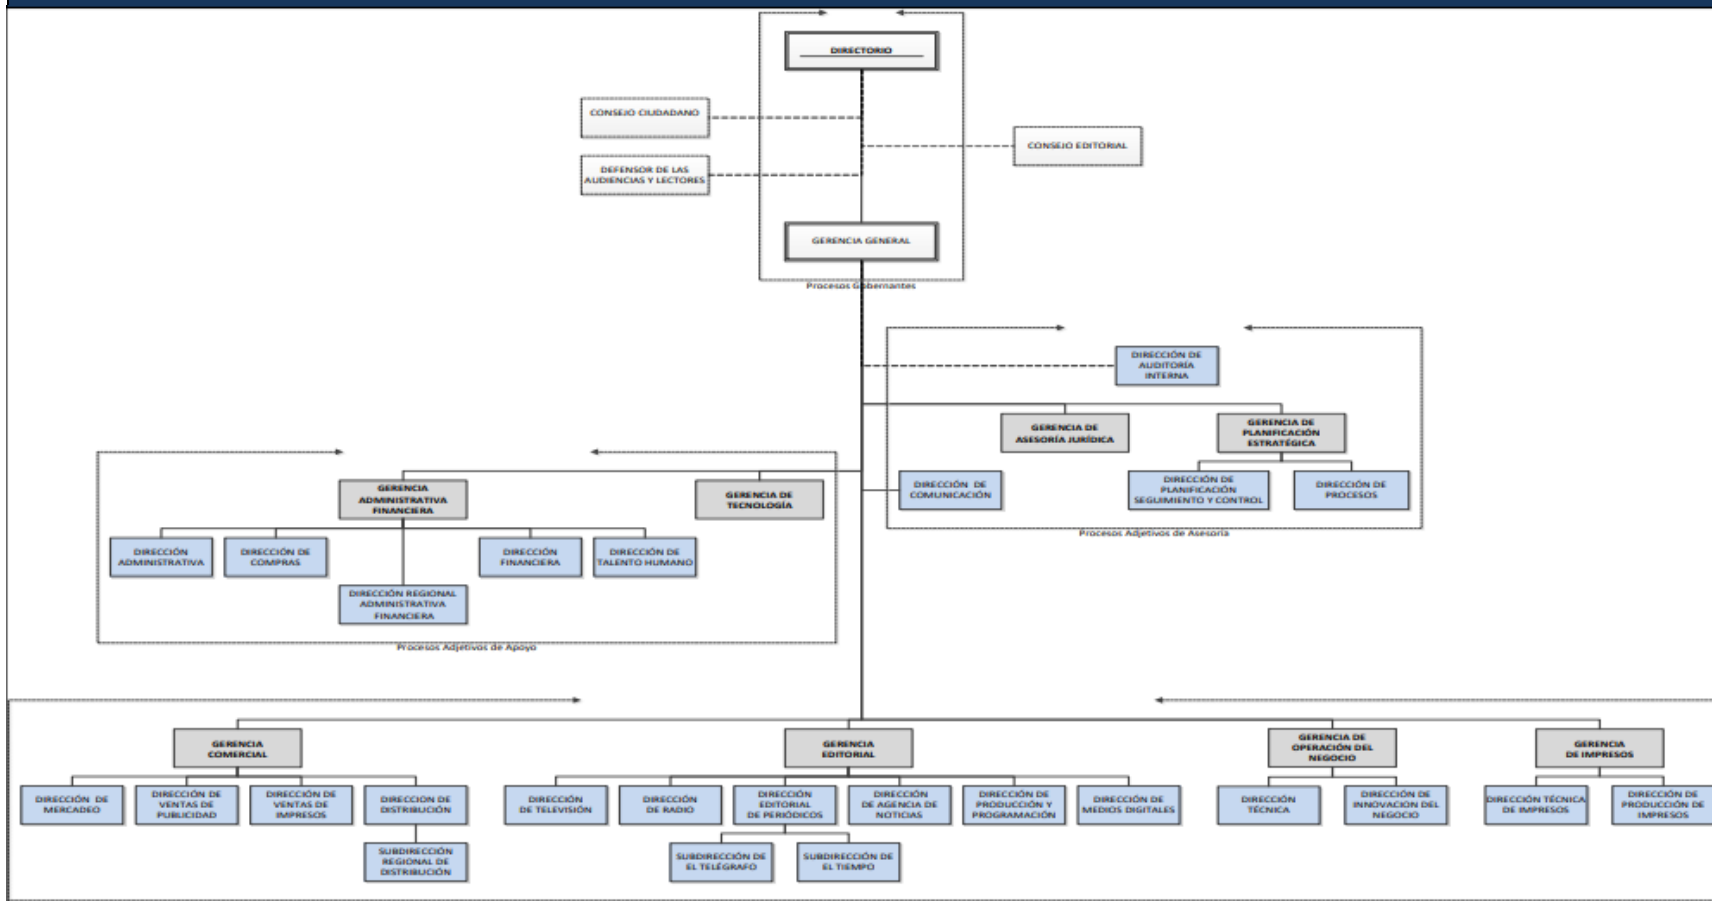 DIRECTORIO
CONSEJO CIUDADANO
CONSEJO EDITORIAL
DEFENSOR DE LAS
AUDIENCIAS Y LECTORES
GERENCIA GENERAL
Procesos Gobernantes
DIRECCIÓN DE
AUDITORÍA
INTERNA
GERENCIA DE
ASESORÍA JURÍDICA
GERENCIA DE
PLANIFICACIÓN
ESTRATÉGICA
DIRECCIÓN DE
COMUNICACIÓN
DIRECCIÓN DE
PLANIFICACIÓN
SEGUIMIENTO Y CONTROL
DIRECCIÓN DE
PROCESOS
Procesos Adjetivos de Asesoría
GERENCIA
ADMINISTRATIVA
FINANCIERA
GERENCIA DE
TECNOLOGÍA
DIRECCIÓN
ADMINISTRATIVA
DIRECCIÓN DE
COMPRAS
DIRECCIÓN
FINANCIERA
DIRECCIÓN DE
TALENTO HUMANO
DIRECCIÓN REGIONAL
ADMINISTRATIVA
FINANCIERA
Procesos Adjetivos de Apoyo
GERENCIA
COMERCIAL
GERENCIA
EDITORIAL
GERENCIA DE
OPERACIÓN DEL
NEGOCIO
GERENCIA
DE IMPRESOS
DIRECCIÓN DE
MERCADEO
DIRECCIÓN DE
VENTAS DE
PUBLICIDAD
DIRECCIÓN DE
VENTAS DE
IMPRESOS
DIRECCION DE
DISTRIBUCIÓN
DIRECCIÓN
DE TELEVISIÓN
DIRECCIÓN
DE RADIO
DIRECCIÓN
EDITORIAL
DE PERIÓDICOS
DIRECCIÓN
DE AGENCIA DE
NOTICIAS
DIRECCIÓN DE
PRODUCCIÓN Y
PROGRAMACIÓN
DIRECCIÓN DE
MEDIOS DIGITALES
DIRECCIÓN
TÉCNICA
DIRECCIÓN DE
INNOVACION DEL
NEGOCIO
DIRECCIÓN TÉCNICA
DE IMPRESOS
DIRECCIÓN DE
PRODUCCIÓN DE
IMPRESOS
SUBDIRECCIÓN
REGIONAL DE
DISTRIBUCIÓN
SUBDIRECCIÓN DE
EL TELÉGRAFO
SUBDIRECCIÓN DE
EL TIEMPO